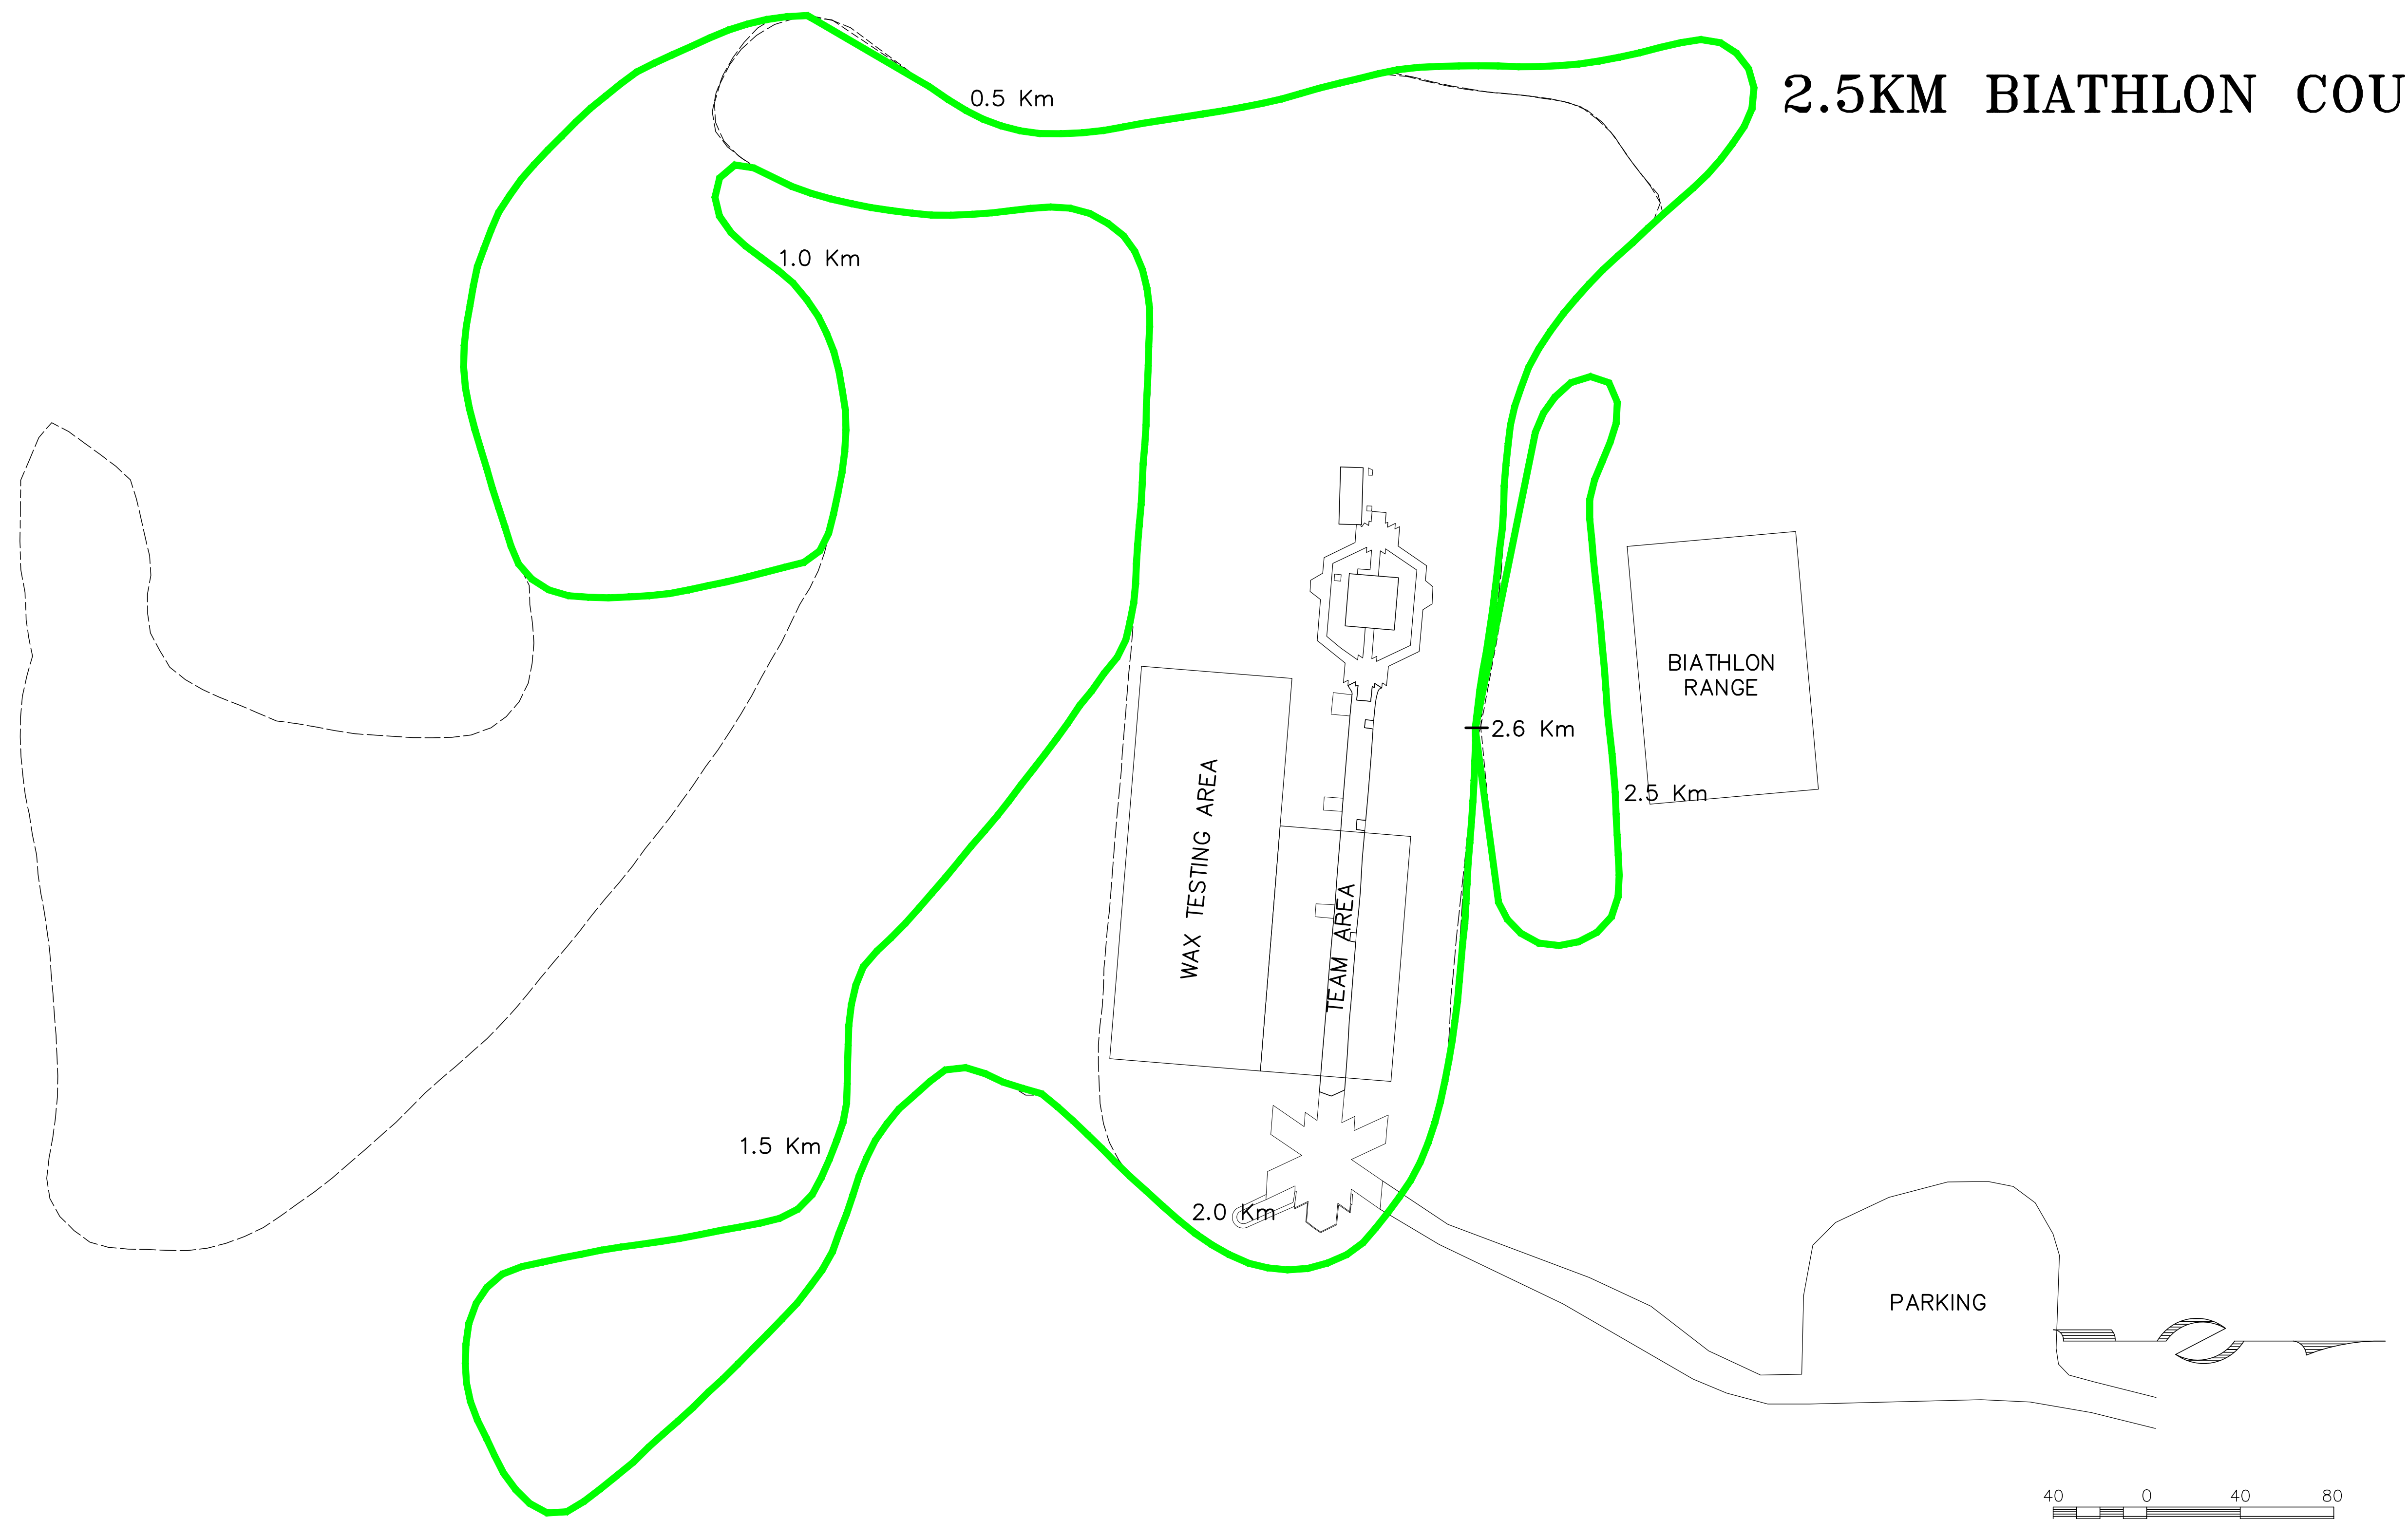 2.5KM BIATHLON COU
0.5 Km
1.0 Km
BIATHLON
RANGE
2.6 Km
2.5 Km
WAX TESTING AREA
TEAM AREA
1.5 Km
2.0 Km
PARKING
40 0 40 80